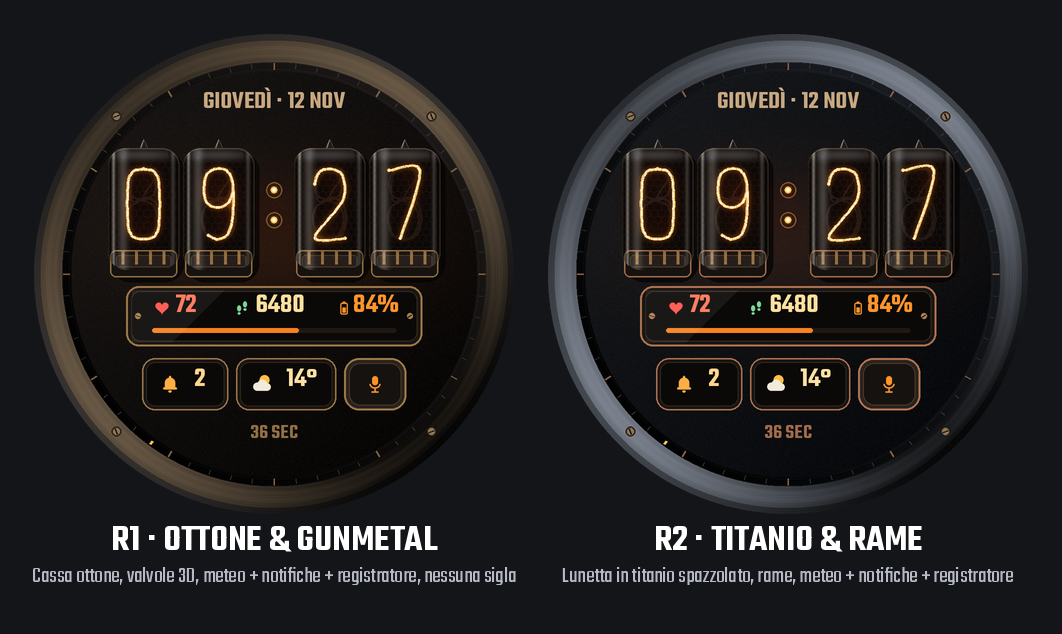 GIOVEDÌ · 12 NOV
09:27
72 6480 84%
2 14°
36 SEC
R1 · OTTONE & GUNMETAL
Cassa ottone, valvole 3D, meteo + notifiche + registratore, nessuna sigla
GIOVEDÌ · 12 NOV
09:27
72 6480 84%
2 14°
36 SEC
R2 · TITANIO & RAME
Lunetta in titanio spazzolato, rame, meteo + notifiche + registratore